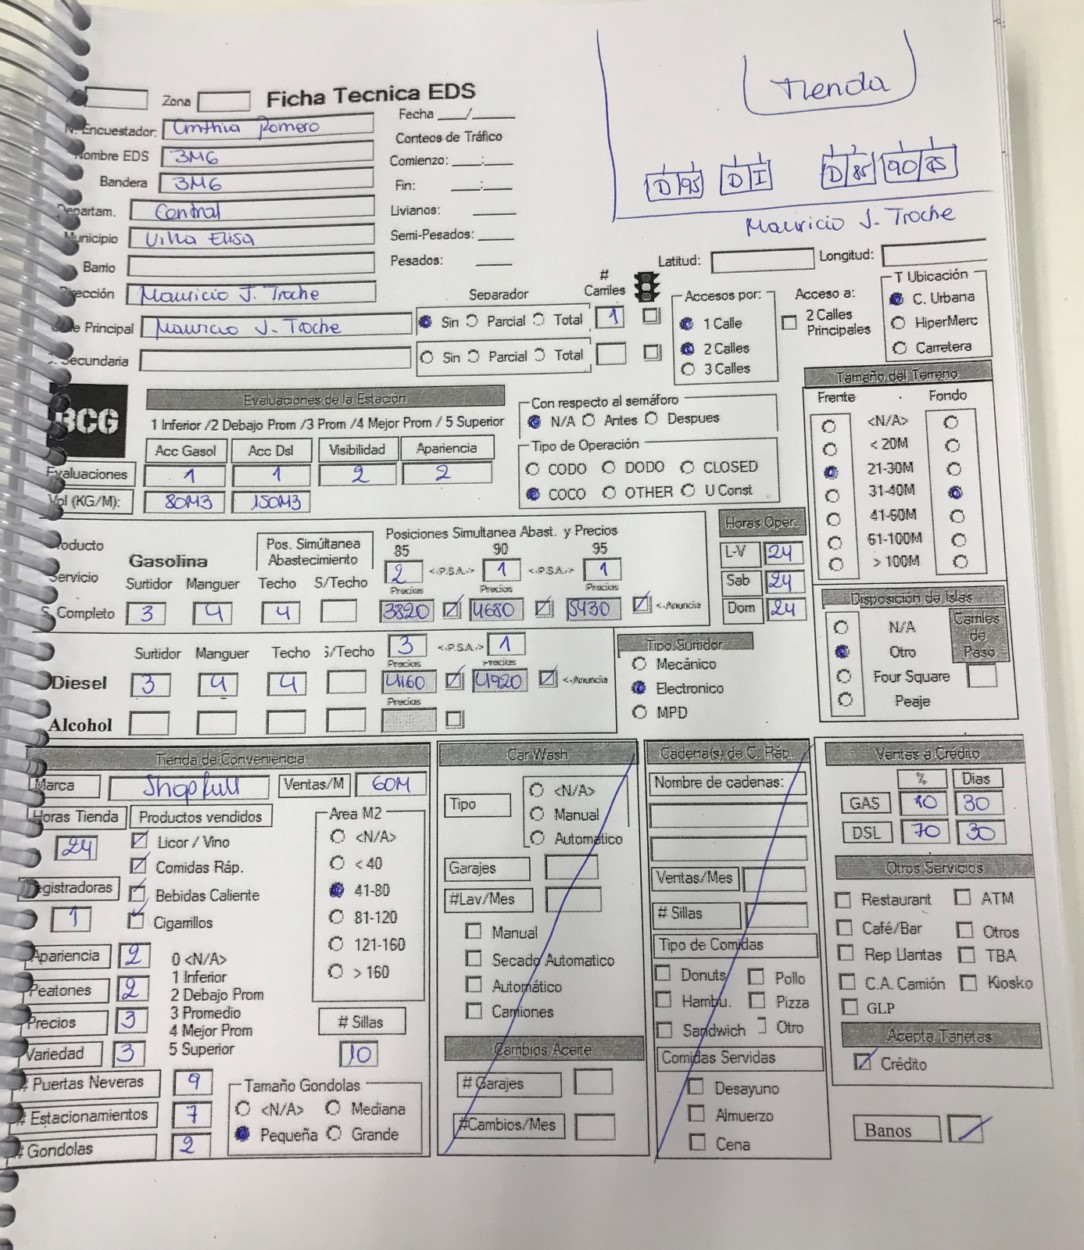 Tienda
D 95 D I D 85 90 85
Mauricio J. Troche
Zona
Ficha Tecnica EDS
Encuestador: Cinthia Romero
Nombre EDS 3M6
Bandera 3M6
Departam. Central
Municipio Villa Elisa
Barrio
Dirección Mauricio J. Troche
Principal Mauricio J. Troche
Secundaria
Fecha ___/____
Conteos de Tráfico
Comienzo: ___:___
Fin: ___:___
Livianos: ____
Semi-Pesados: ____
Pesados: ____
Latitud: Longitud:
Separador # Carriles
Sin Parcial Total 1
Sin Parcial Total
Accesos por:
1 Calle
2 Calles
3 Calles
Acceso a:
2 Calles Principales
T Ubicación
C. Urbana
HiperMerc
Carretera
BCG
Evaluaciones de la Estación
1 Inferior /2 Debajo Prom /3 Prom /4 Mejor Prom / 5 Superior
Acc Gasol Acc Dsl Visibilidad Apariencia
Evaluaciones 1 1 2 2
Vol (KG/M): 80M3 150M3
Con respecto al semáforo
N/A Antes Despues
Tipo de Operación
CODO DODO CLOSED
COCO OTHER U Const
Tamaño del Terreno
Frente Fondo
<N/A>
< 20M
21-30M
31-40M
41-60M
61-100M
> 100M
Producto
Servicio
Gasolina
Pos. Simúltanea Abastecimiento
Posiciones Simultanea Abast. y Precios
85 90 95
Surtidor Manguer Techo S/Techo
2 <.P.S.A.> 1 <.P.S.A.> 1
Precios Precios Precios
S. Completo 3 4 4 3820 4680 5430 <-Anuncia
Horas Oper.
L-V 24
Sab 24
Dom 24
Surtidor Manguer Techo S/Techo
3 <.P.S.A.> 1
Precios Precios
Diesel 3 4 4 4160 4920 <-Anuncia
Precios
Alcohol
Tipo Surtidor
Mecánico
Electronico
MPD
Disposición de Islas
N/A
Otro
Four Square
Peaje
Carriles de Paso
Tienda de Conveniencia
Marca Shopfull Ventas/M 60M
Horas Tienda Productos vendidos
24
Licor / Vino
Comidas Ráp.
Bebidas Caliente
Cigarrillos
Registradoras
1
Area M2
<N/A>
< 40
41-80
81-120
121-160
> 160
Apariencia 2
Peatones 2
Precios 3
Variedad 3
0 <N/A>
1 Inferior
2 Debajo Prom
3 Promedio
4 Mejor Prom
5 Superior
# Sillas
10
# Puertas Neveras 9
# Estacionamientos 7
# Gondolas 2
Tamaño Gondolas
<N/A> Mediana
Pequeña Grande
Car Wash
Tipo
<N/A>
Manual
Automático
Garajes
#Lav/Mes
Manual
Secado Automatico
Automático
Camiones
Cambios Aceite
# Garajes
#Cambios/Mes
Cadena(s) de C. Ráp.
Nombre de cadenas:
Ventas/Mes
# Sillas
Tipo de Comidas
Donuts Pollo
Hambu. Pizza
Sandwich Otro
Comidas Servidas
Desayuno
Almuerzo
Cena
Ventas a Crédito
% Dias
GAS 10 30
DSL 70 30
Otros Servicios
Restaurant ATM
Café/Bar Otros
Rep Llantas TBA
C.A. Camión Kiosko
GLP
Acepta Tarjetas
Crédito
Banos